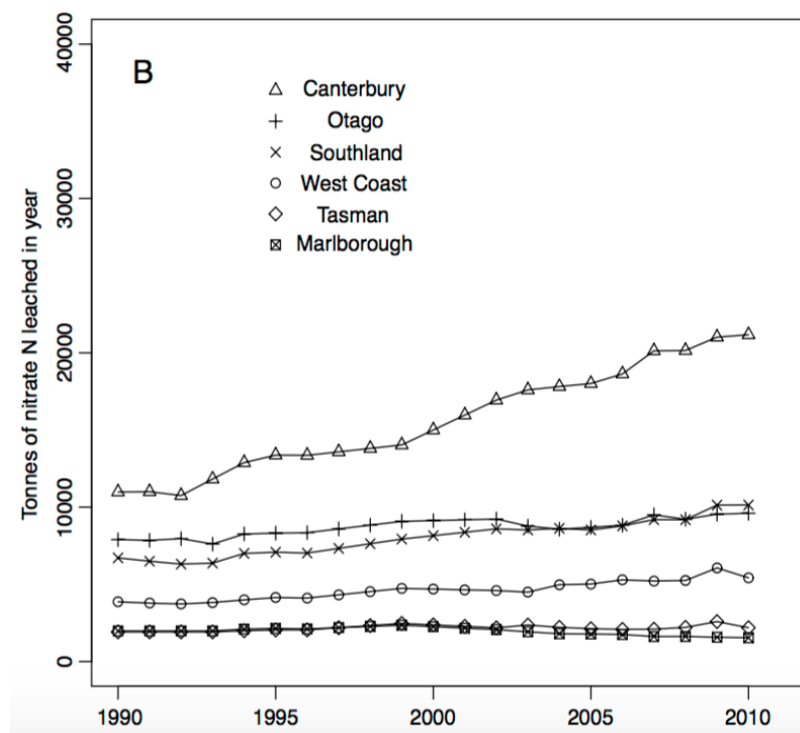 B
Canterbury
Otago
Southland
West Coast
Tasman
Marlborough
Tonnes of nitrate N leached in year
40000
30000
20000
10000
0
1990 1995 2000 2005 2010